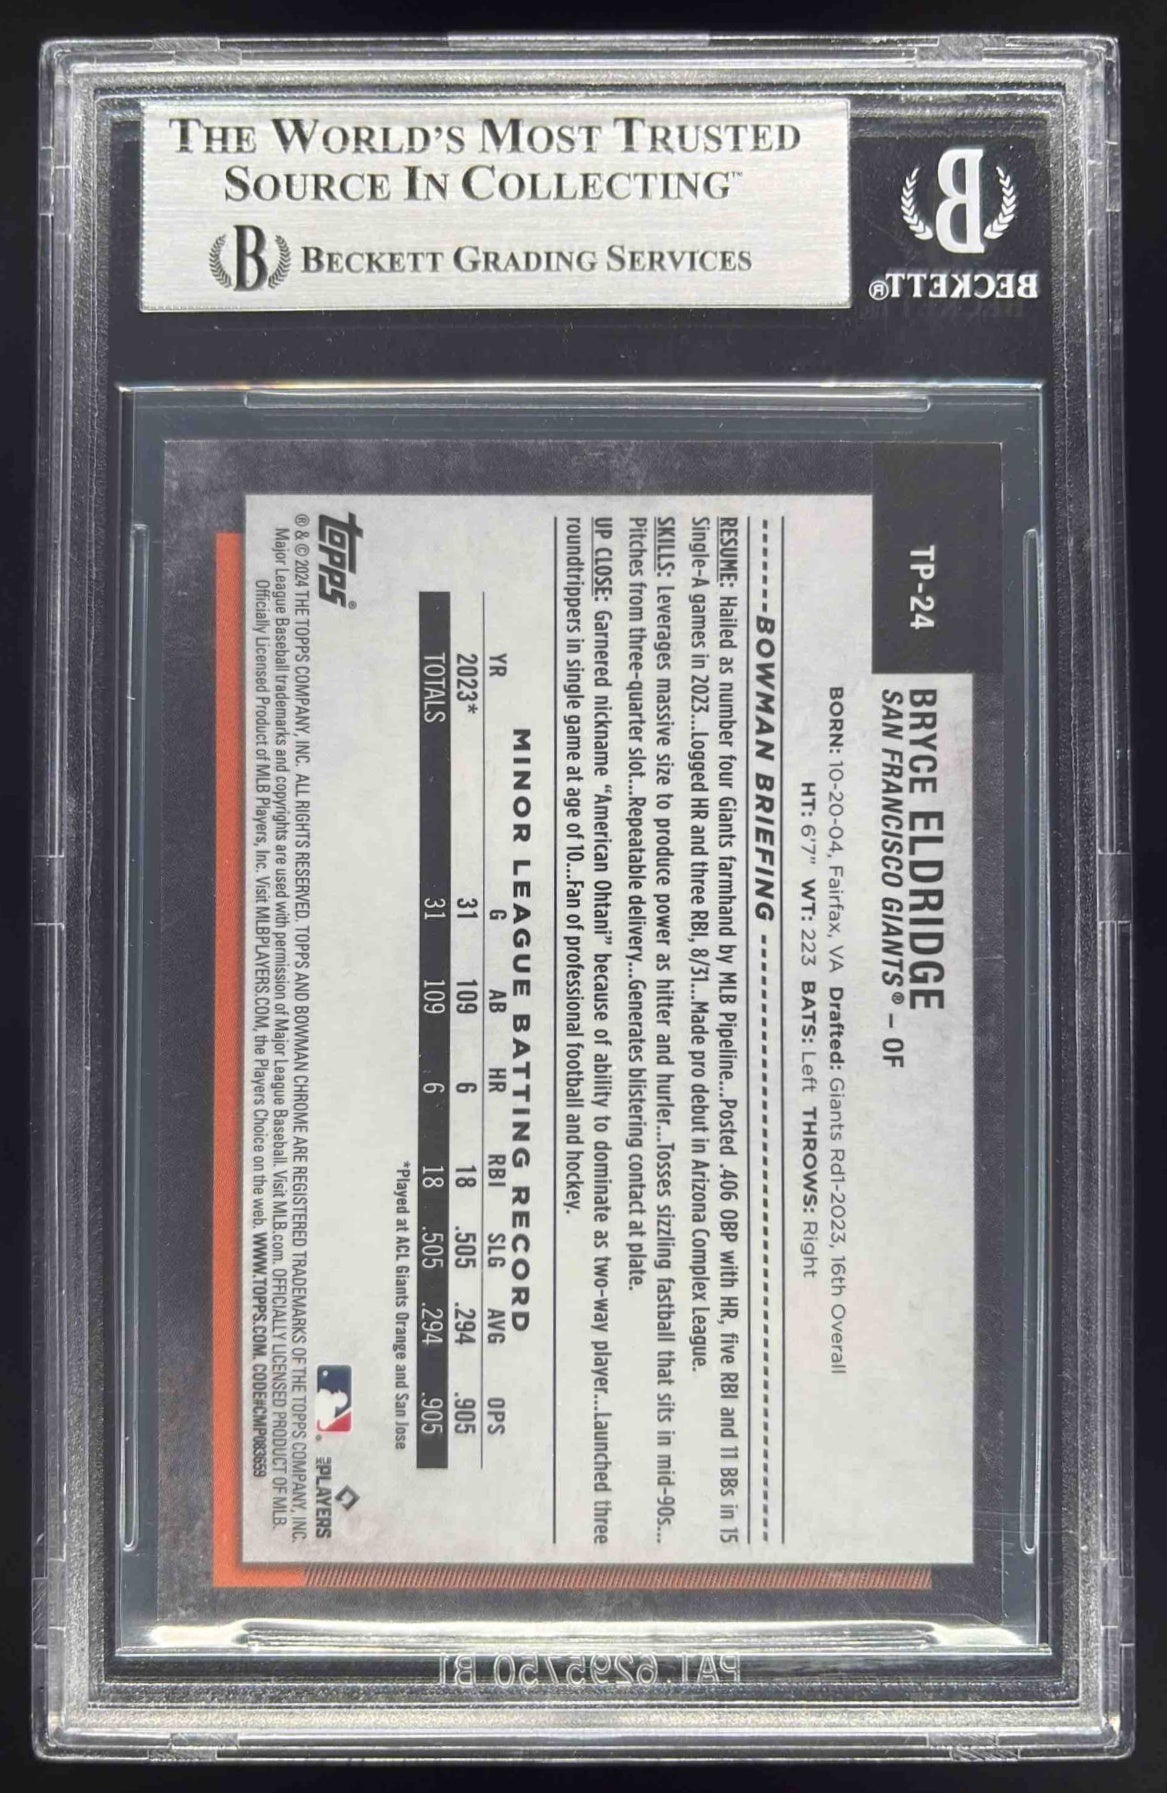 THE WORLD'S MOST TRUSTED
SOURCE IN COLLECTING™
B BECKETT GRADING SERVICES
B
BECKETT®
TP-24
BRYCE ELDRIDGE
SAN FRANCISCO GIANTS® – OF
BORN: 10-20-04, Fairfax, VA Drafted: Giants Rd1-2023, 16th Overall
HT: 6'7" WT: 223 BATS: Left THROWS: Right
BOWMAN BRIEFING
RESUME: Hailed as number four Giants farmhand by MLB Pipeline...Posted .406 OBP with HR, five RBI and 11 BBs in 15
Single-A games in 2023...Logged HR and three RBI, 8/31...Made pro debut in Arizona Complex League.
SKILLS: Leverages massive size to produce power as hitter and hurler...Tosses sizzling fastball that sits in mid-90s...
Pitches from three-quarter slot...Repeatable delivery...Generates blistering contact at plate.
UP CLOSE: Garnered nickname “American Ohtani” because of ability to dominate as two-way player...Launched three
roundtrippers in single game at age of 10...Fan of professional football and hockey.
MINOR LEAGUE BATTING RECORD
YR G AB HR RBI SLG AVG OPS
2023* 31 109 6 18 .505 .294 .905
TOTALS 31 109 6 18 .505 .294 .905
*Played at ACL Giants Orange and San Jose
topps®
PLAYERS
® & © 2024 THE TOPPS COMPANY, INC. ALL RIGHTS RESERVED. TOPPS AND BOWMAN CHROME ARE REGISTERED TRADEMARKS OF THE TOPPS COMPANY, INC.
Major League Baseball trademarks and copyrights are used with permission of Major League Baseball. Visit MLB.com. OFFICIALLY LICENSED PRODUCT OF MLB.
Officially Licensed Product of MLB Players, Inc. Visit MLBPLAYERS.COM, the Players Choice on the web. WWW.TOPPS.COM. CODE#CMP083659
PAT.6295750 B1